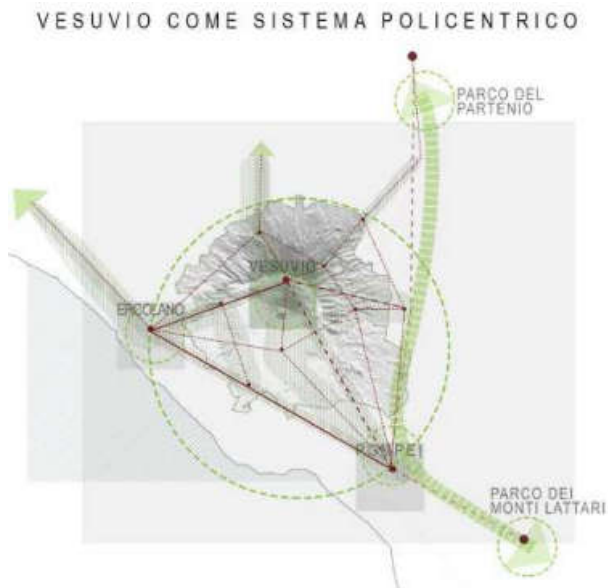 VESUVIO COME SISTEMA POLICENTRICO
PARCO DEL
PARTENIO
VESUVIO
ERCOLANO
POMPEI
PARCO DEI
MONTI LATTARI